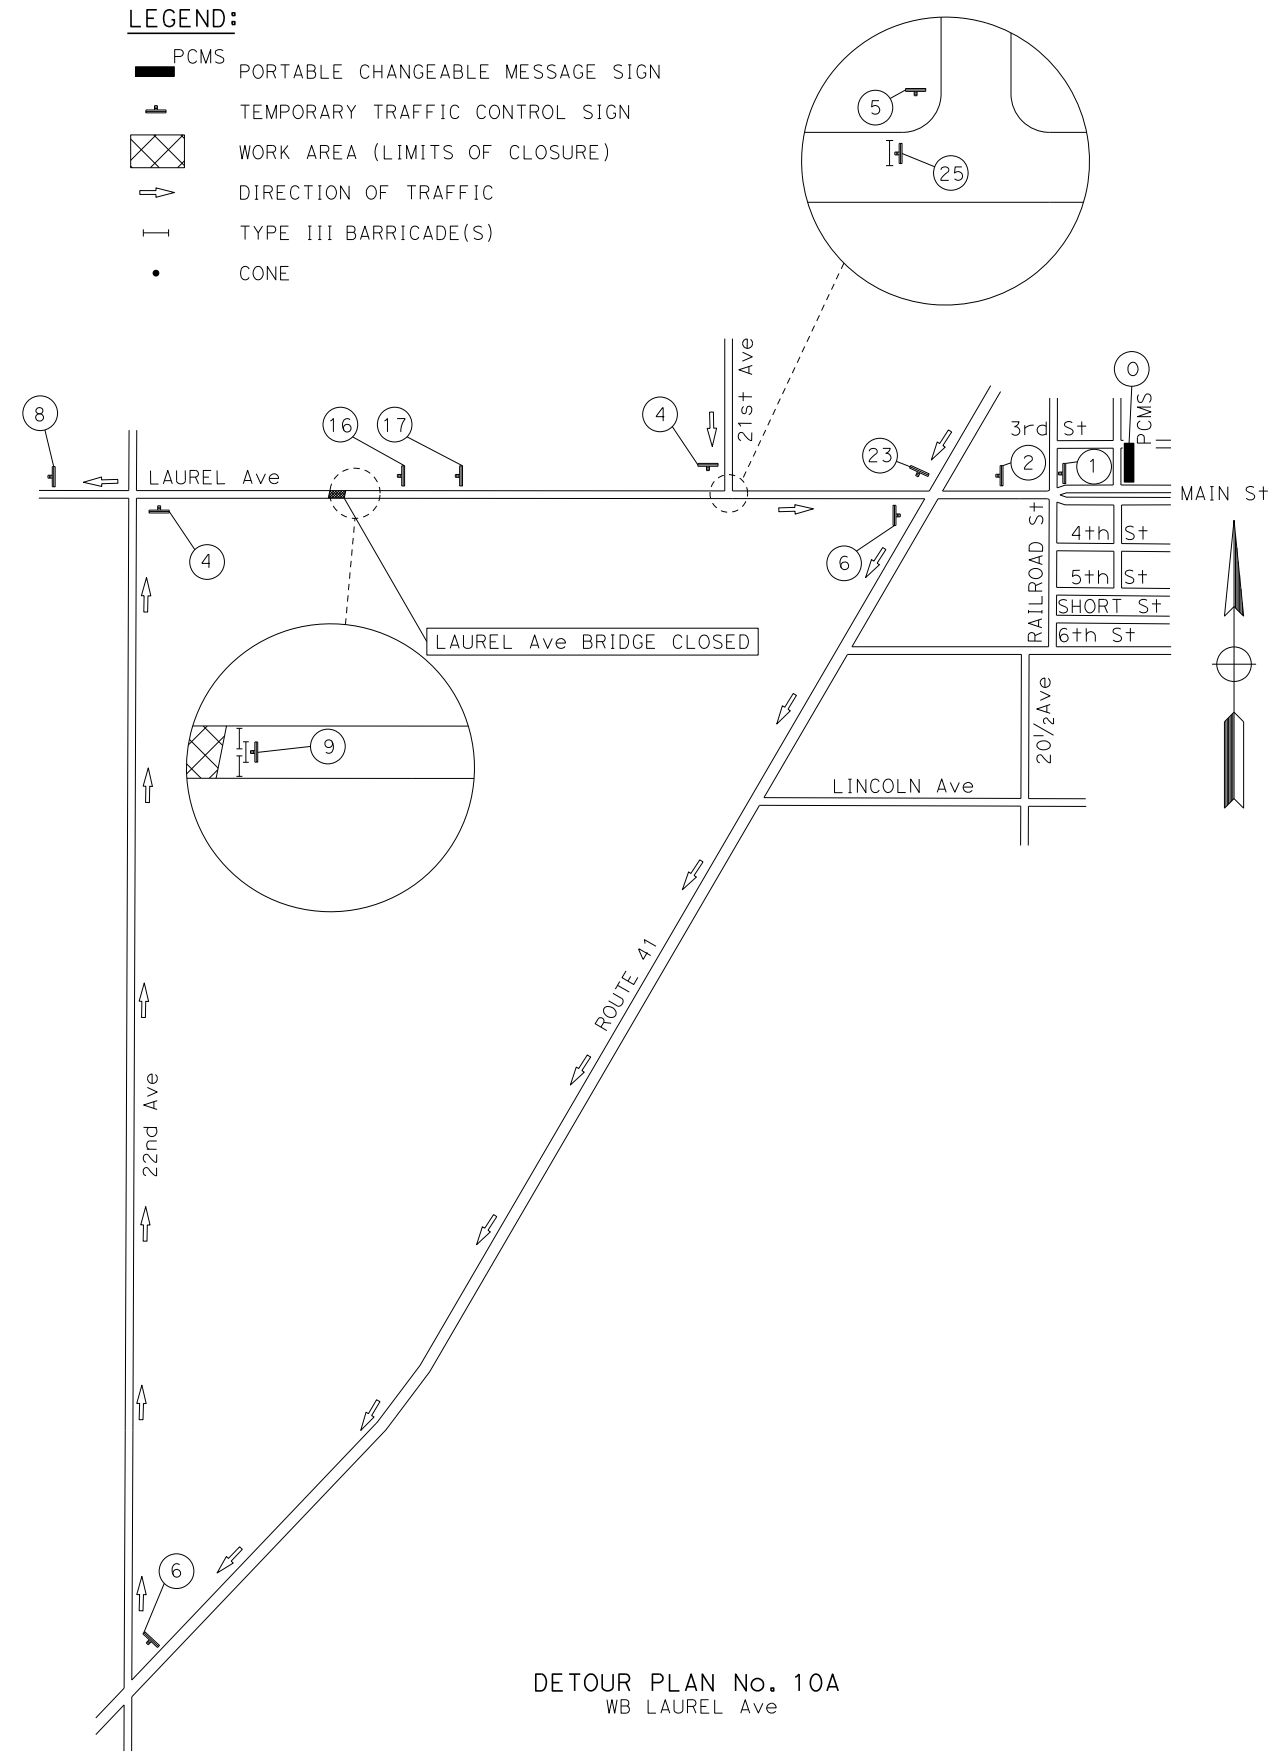 LEGEND:
PCMS
PORTABLE CHANGEABLE MESSAGE SIGN
TEMPORARY TRAFFIC CONTROL SIGN
WORK AREA (LIMITS OF CLOSURE)
DIRECTION OF TRAFFIC
TYPE III BARRICADE(S)
CONE
5
25
0
PCMS
8
16
17
4
21st Ave
23
2
3rd St
1
LAUREL Ave
MAIN St
4
6
RAILROAD St
4th St
5th St
SHORT St
6th St
LAUREL Ave BRIDGE CLOSED
9
20½ Ave
LINCOLN Ave
ROUTE 41
22nd Ave
6
DETOUR PLAN No. 10A
WB LAUREL Ave